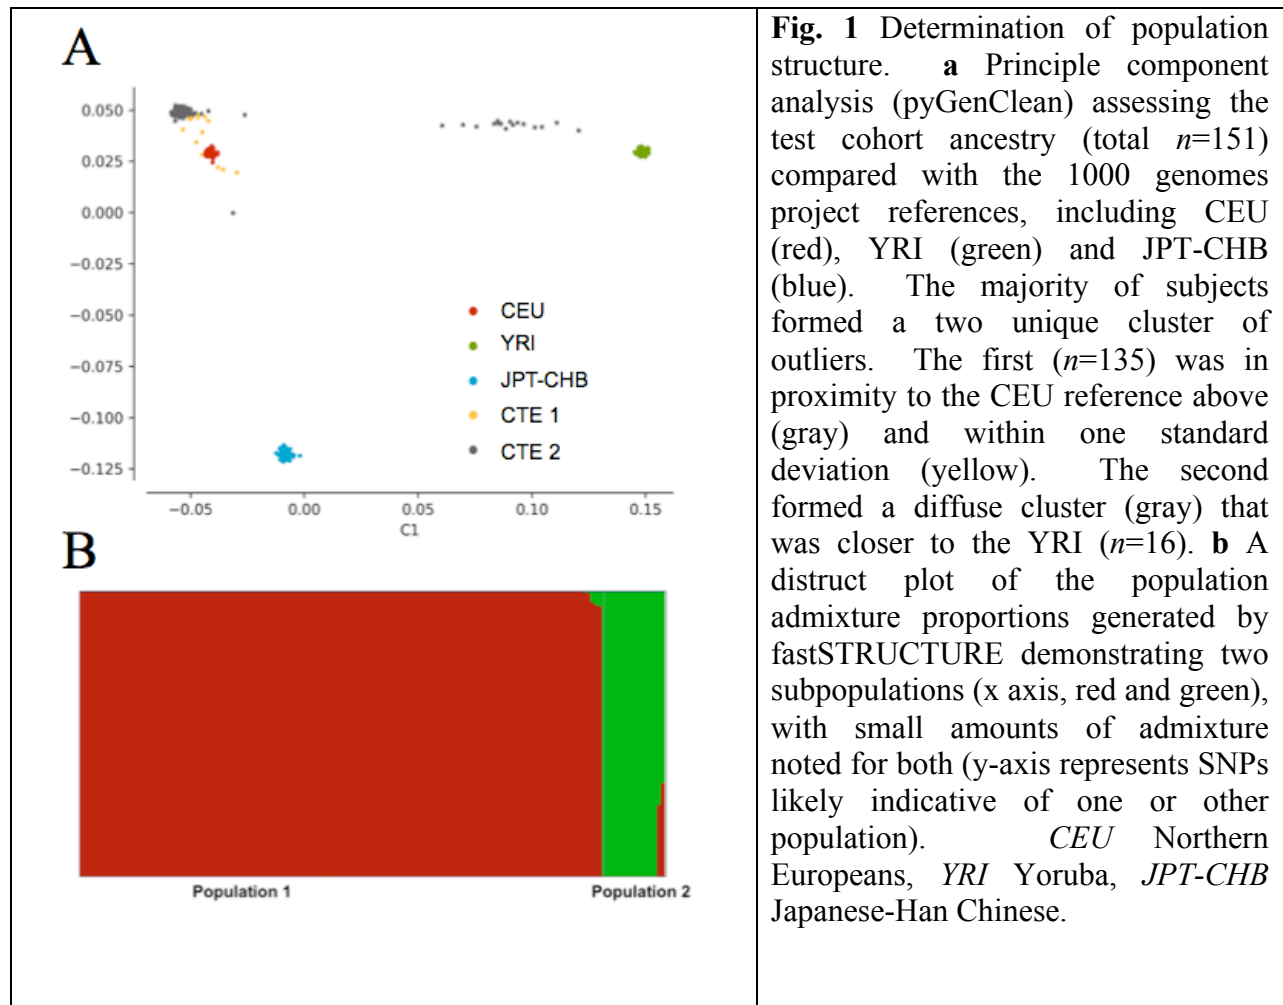 A
0.050
0.025
0.000
−0.025
−0.050
−0.075
−0.100
−0.125
−0.05
0.00
0.05
0.10
0.15
C1
CEU
YRI
JPT-CHB
CTE 1
CTE 2
B
Population 1
Population 2
Fig. 1 Determination of population
structure. a Principle component
analysis (pyGenClean) assessing the
test cohort ancestry (total n=151)
compared with the 1000 genomes
project references, including CEU
(red), YRI (green) and JPT-CHB
(blue). The majority of subjects
formed a two unique cluster of
outliers. The first (n=135) was in
proximity to the CEU reference above
(gray) and within one standard
deviation (yellow). The second
formed a diffuse cluster (gray) that
was closer to the YRI (n=16). b A
distruct plot of the population
admixture proportions generated by
fastSTRUCTURE demonstrating two
subpopulations (x axis, red and green),
with small amounts of admixture
noted for both (y-axis represents SNPs
likely indicative of one or other
population). CEU Northern
Europeans, YRI Yoruba, JPT-CHB
Japanese-Han Chinese.